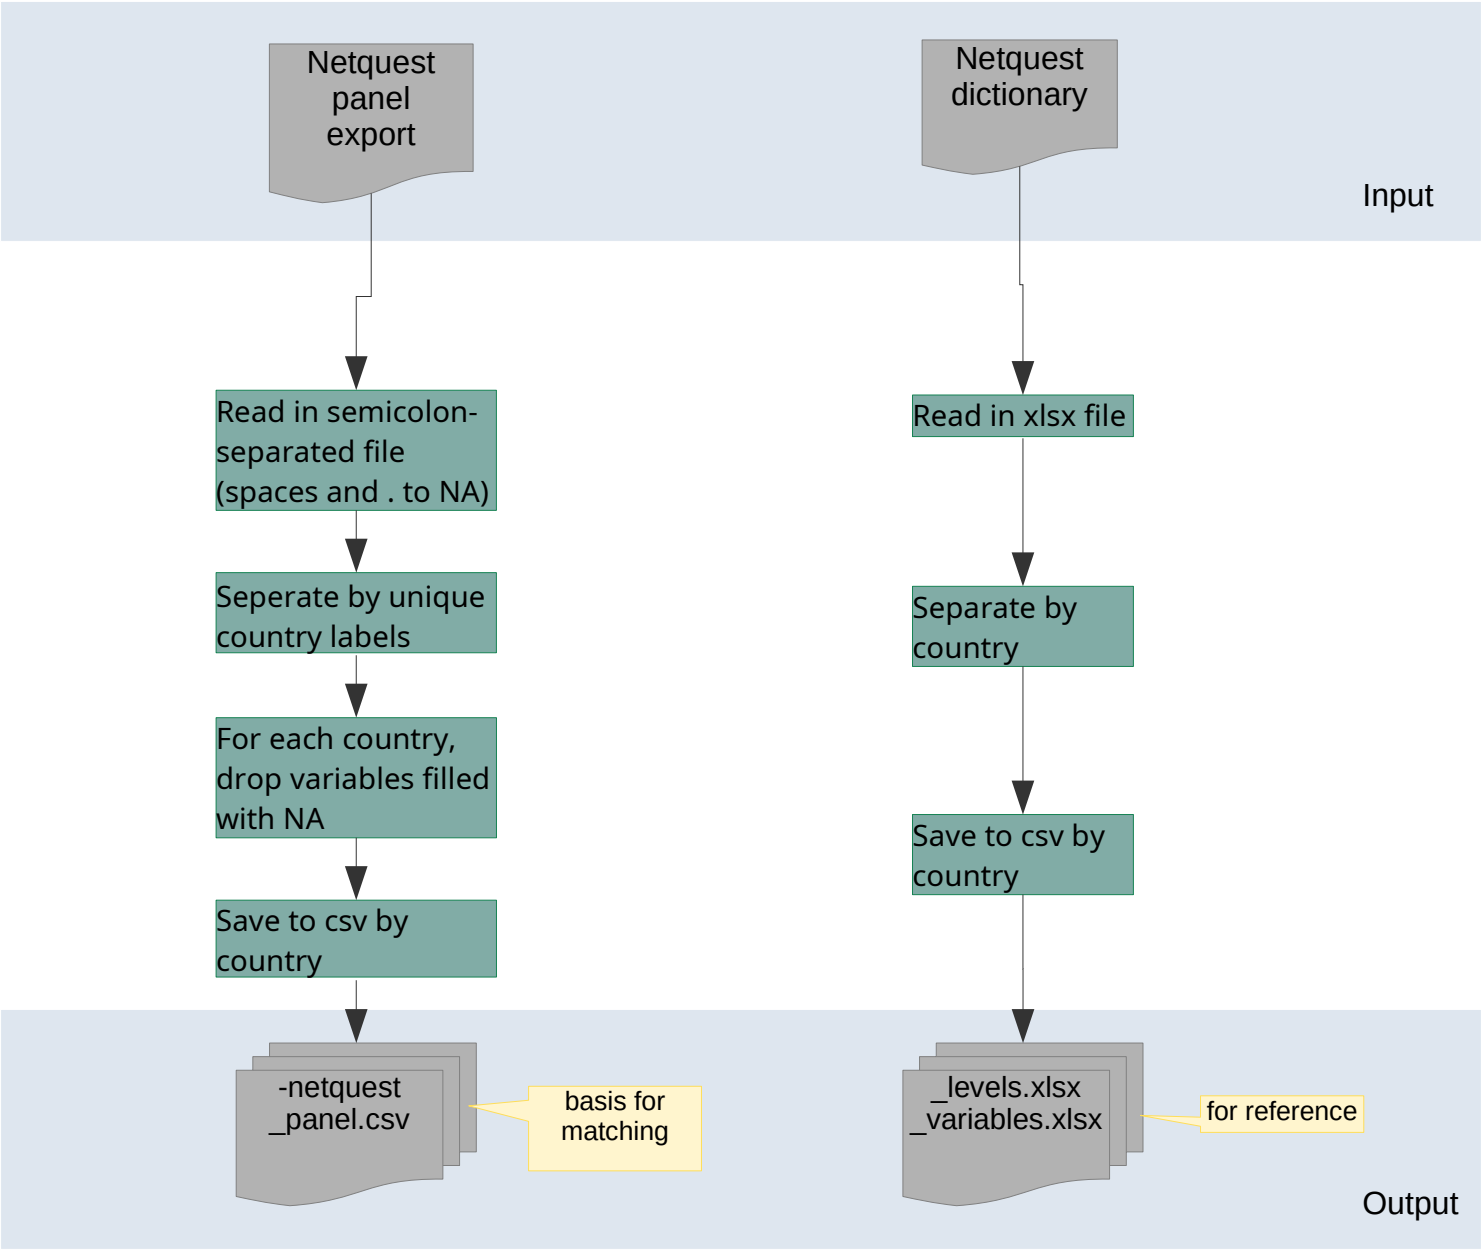 Netquest
panel
export
Netquest
dictionary
Input
Read in semicolon-
separated file
(spaces and . to NA)
Seperate by unique
country labels
For each country,
drop variables filled
with NA
Save to csv by
country
Read in xlsx file
Separate by
country
Save to csv by
country
-netquest
_panel.csv
basis for
matching
_levels.xlsx
_variables.xlsx
for reference
Output